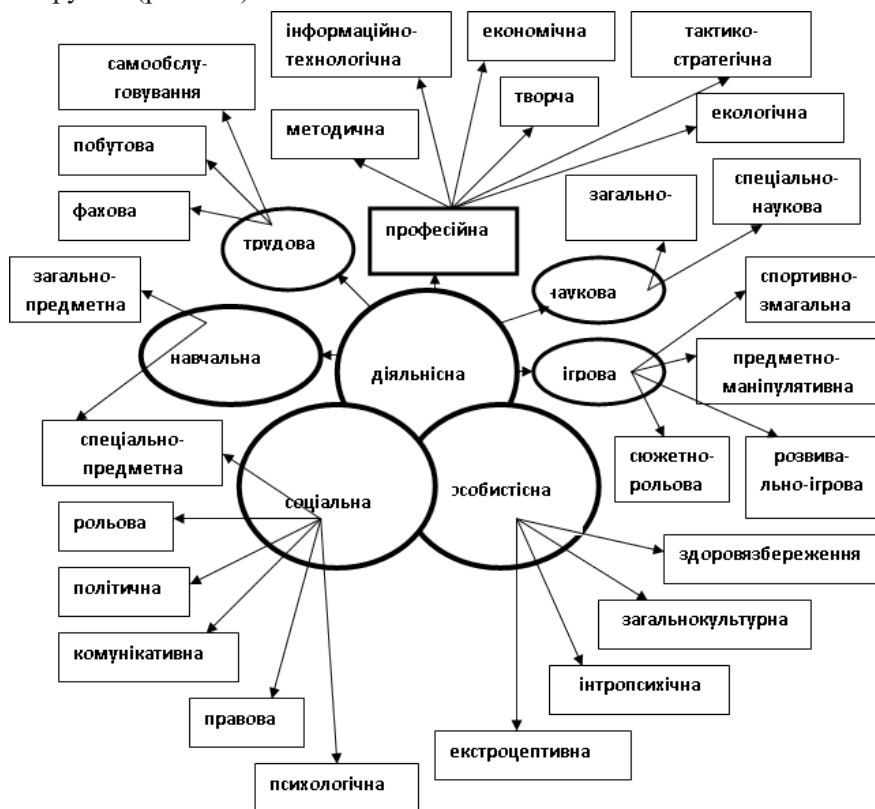 інформаційно-
технологічна
економічна
тактико-
стратегічна
самообслу-
говування
творча
методична
екологічна
побутова
загально-
спеціально-
наукова
фахова
професійна
трудова
загально-
предметна
наукова
спортивно-
змагальна
навчальна
діяльнісна
ігрова
предметно-
маніпулятивна
спеціально-
предметна
сюжетно-
рольова
розвива-
льно-ігрова
соціальна
особистісна
рольова
здоровязбереження
політична
загальнокультурна
комунікативна
інтропсихічна
правова
екстроцептивна
психологічна